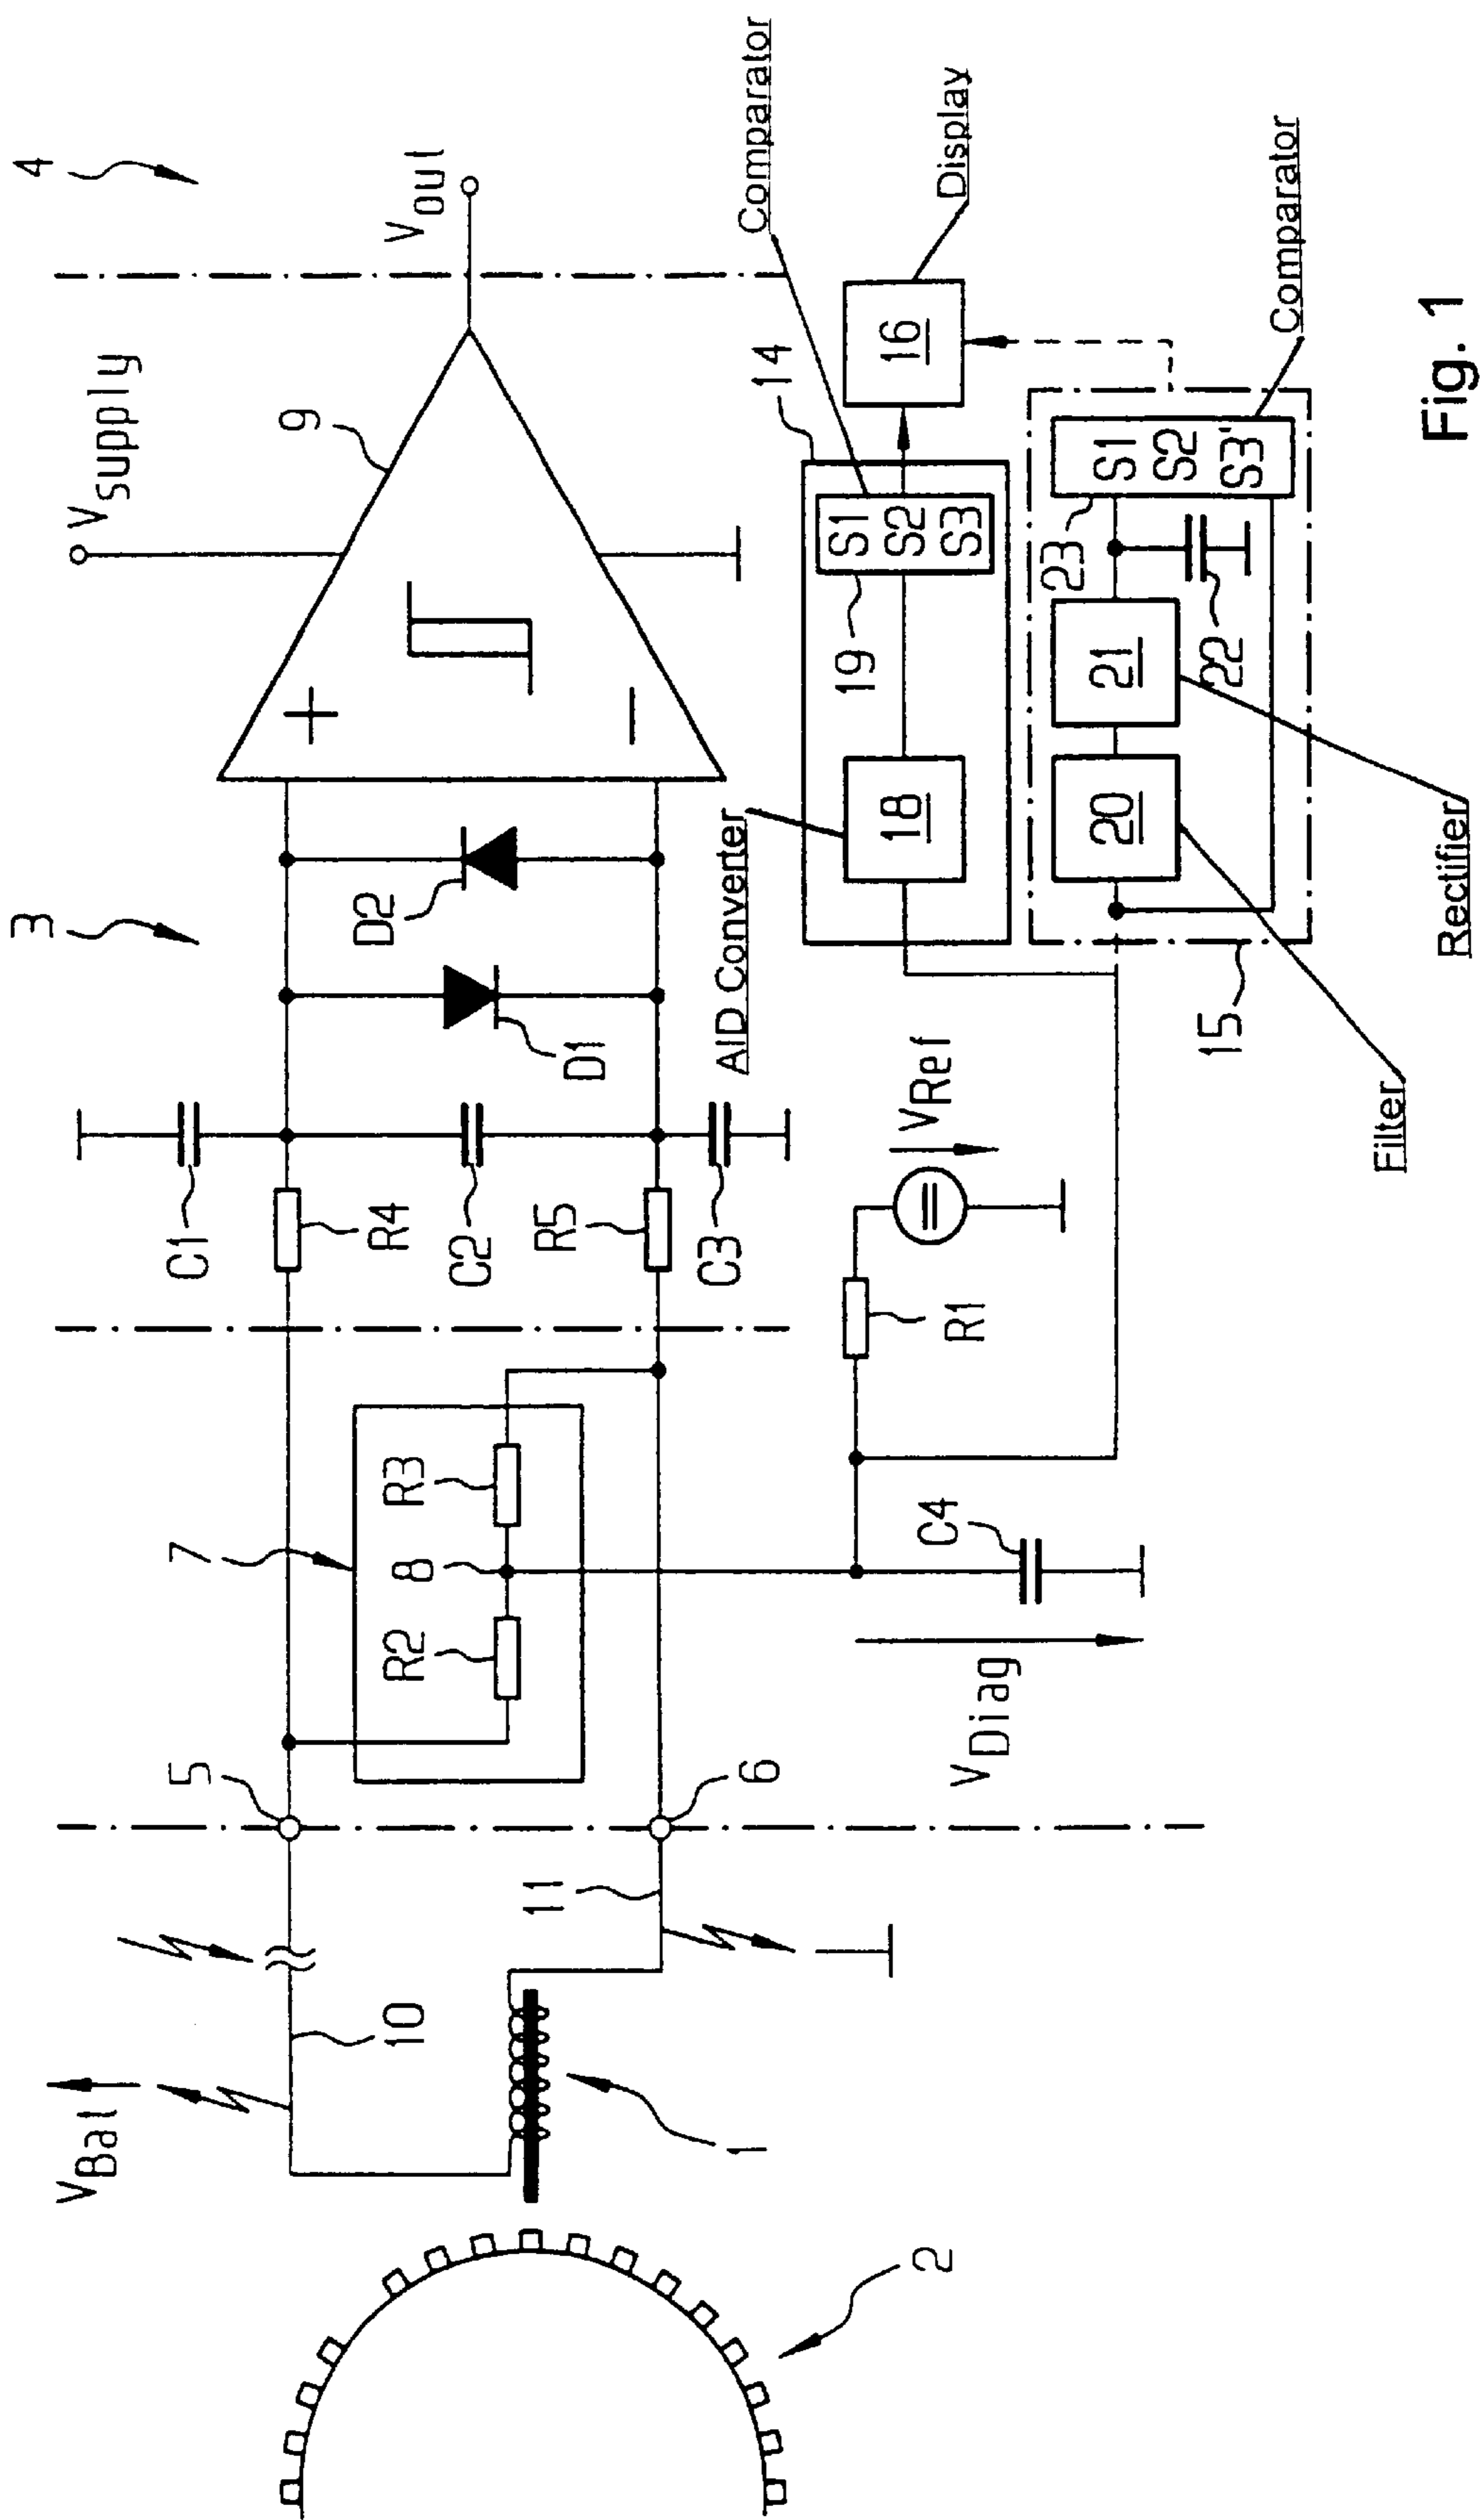 4
3
VSupply
Vout
9
C1
R4
C2
R5
C3
D2
D1
7
R3
8
R2
5
6
10
11
VBat
1
2
VDiag
C4
R1
VRef
A/D Converter
18
19
S1
S2
S3
14
Comparator
16
Display
15
20
21
22
23
S1
S2'
S3'
Comparator
Filter
Rectifier
Fig. 1